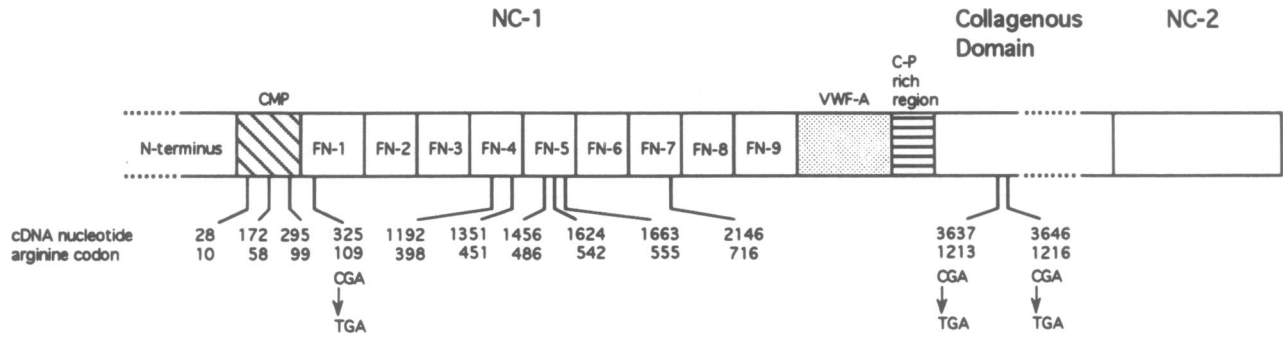 NC-1 Collagenous Domain NC-2
C-P rich region
CMP VWF-A
N-terminus FN-1 FN-2 FN-3 FN-4 FN-5 FN-6 FN-7 FN-8 FN-9
cDNA nucleotide 28 172 295 325 1192 1351 1456 1624 1663 2146 3637 3646
arginine codon 10 58 99 109 398 451 486 542 555 716 1213 1216
CGA CGA CGA
TGA TGA TGA